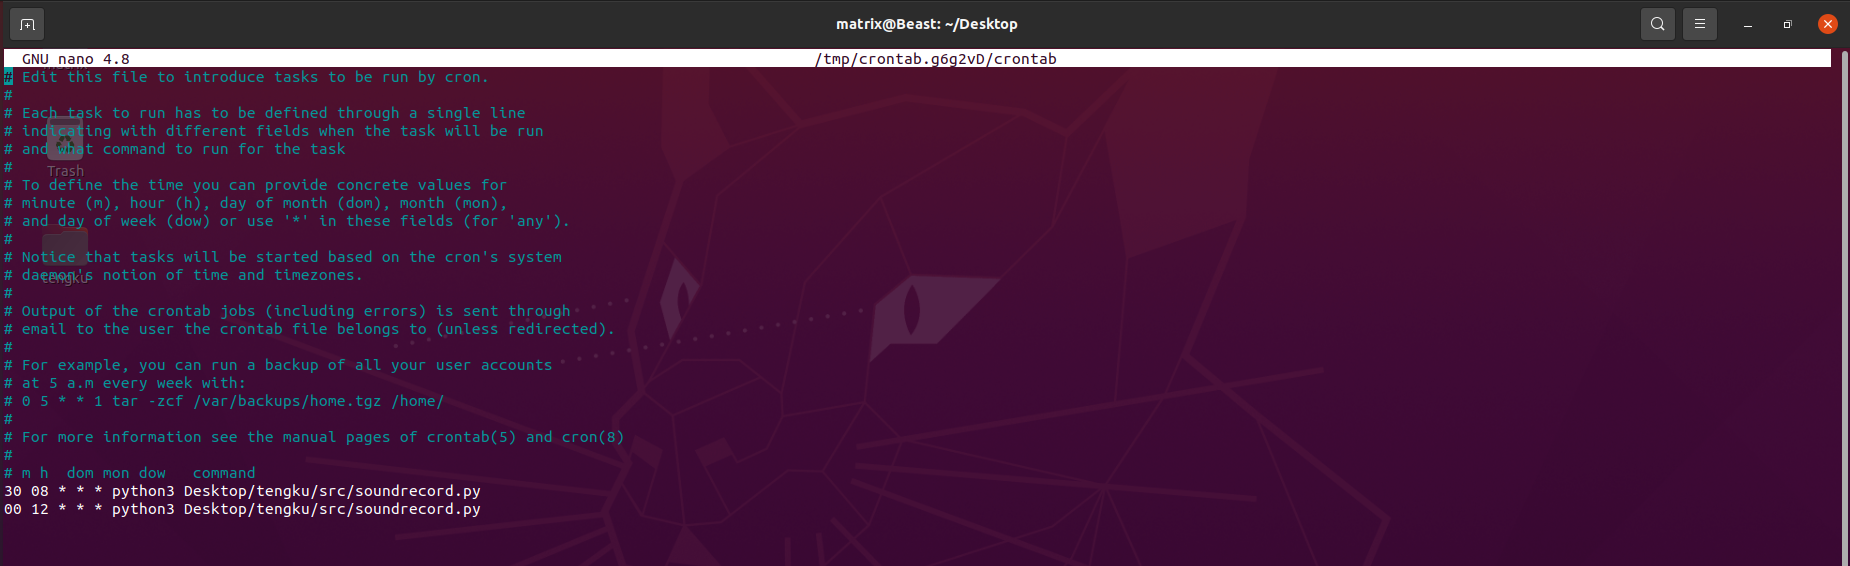 matrix@Beast: ~/Desktop
GNU nano 4.8 /tmp/crontab.g6g2vD/crontab
# Edit this file to introduce tasks to be run by cron.
#
# Each task to run has to be defined through a single line
# indicating with different fields when the task will be run
# and what command to run for the task
#
Trash
# To define the time you can provide concrete values for
# minute (m), hour (h), day of month (dom), month (mon),
# and day of week (dow) or use '*' in these fields (for 'any').
#
# Notice that tasks will be started based on the cron's system
# daemon's notion of time and timezones.
tengku
#
# Output of the crontab jobs (including errors) is sent through
# email to the user the crontab file belongs to (unless redirected).
#
# For example, you can run a backup of all your user accounts
# at 5 a.m every week with:
# 0 5 * * 1 tar -zcf /var/backups/home.tgz /home/
#
# For more information see the manual pages of crontab(5) and cron(8)
#
# m h  dom mon dow   command
30 08 * * * python3 Desktop/tengku/src/soundrecord.py
00 12 * * * python3 Desktop/tengku/src/soundrecord.py